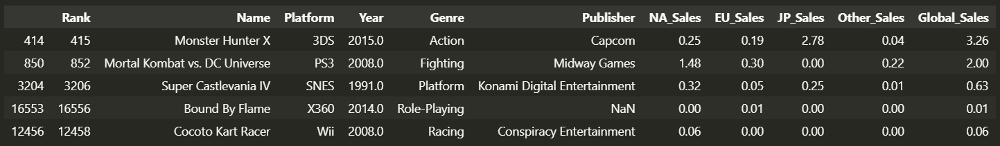 Rank Name Platform Year Genre Publisher NA_Sales EU_Sales JP_Sales Other_Sales Global_Sales
414 415 Monster Hunter X 3DS 2015.0 Action Capcom 0.25 0.19 2.78 0.04 3.26
850 852 Mortal Kombat vs. DC Universe PS3 2008.0 Fighting Midway Games 1.48 0.30 0.00 0.22 2.00
3204 3206 Super Castlevania IV SNES 1991.0 Platform Konami Digital Entertainment 0.32 0.05 0.25 0.01 0.63
16553 16556 Bound By Flame X360 2014.0 Role-Playing NaN 0.00 0.01 0.00 0.00 0.01
12456 12458 Cocoto Kart Racer Wii 2008.0 Racing Conspiracy Entertainment 0.06 0.00 0.00 0.00 0.06